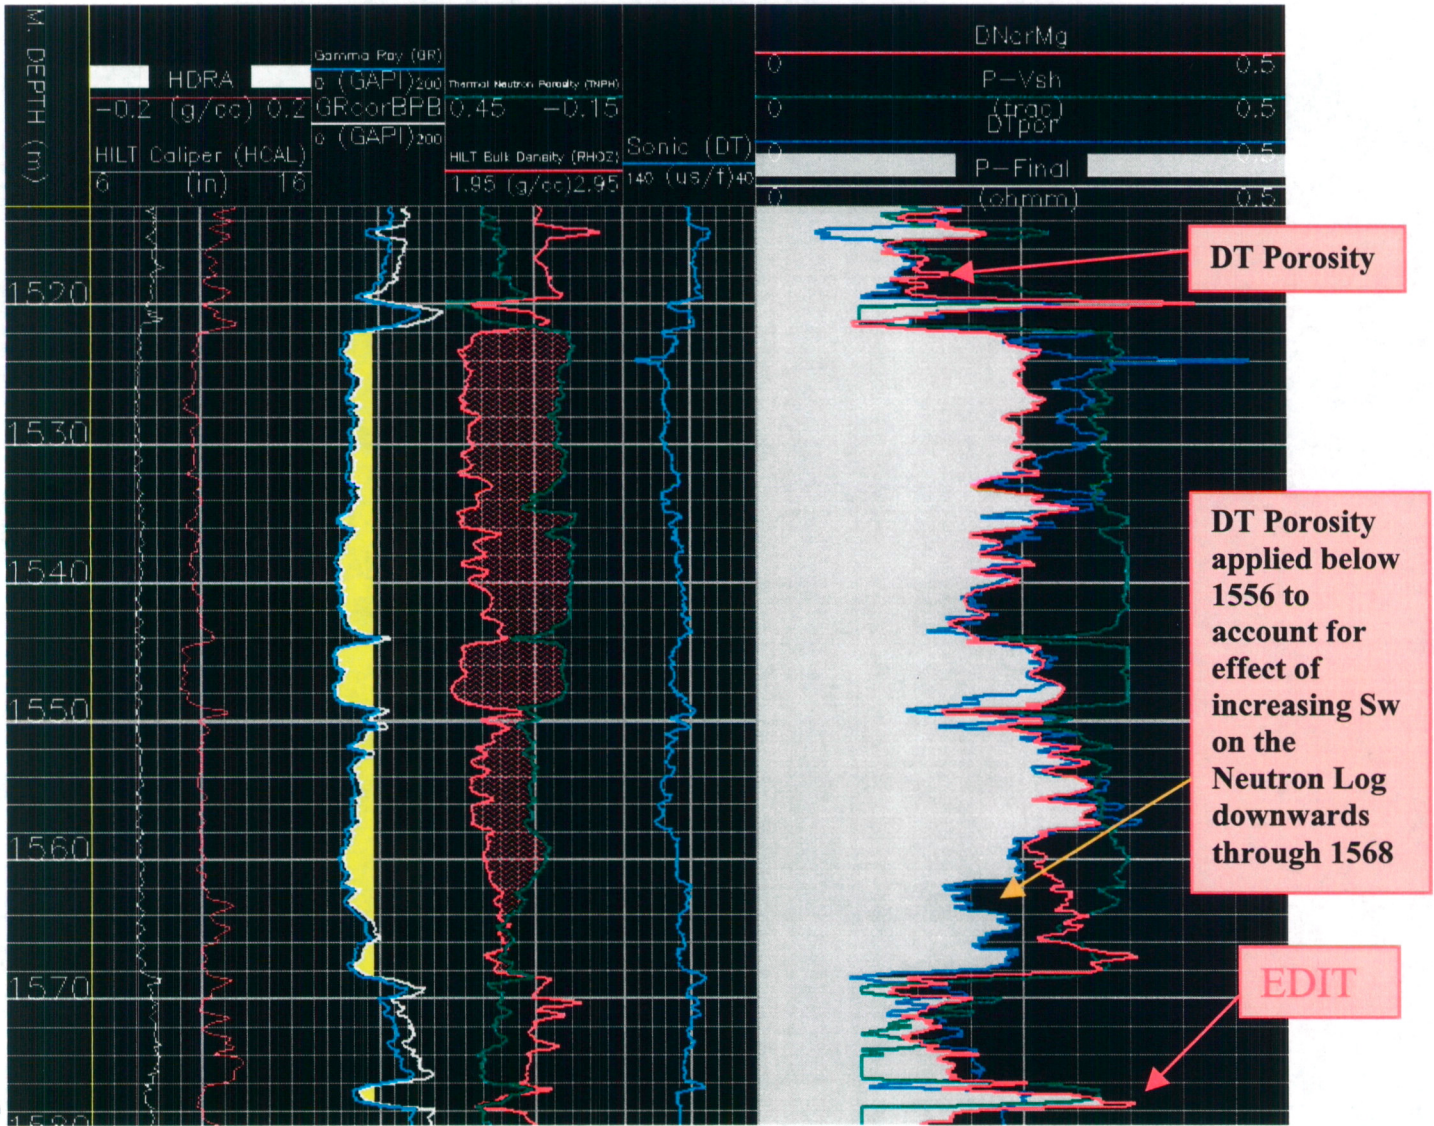 M. DEPTH (m)
HDRA
-0.2 (g/cc) 0.2
HILT Caliper (HCAL)
6 (in) 16
Gamma Ray (GR)
0 (GAPI) 200
GRcorBPB
0 (GAPI) 200
Thermal Neutron Porosity (TNPH)
0.45 -0.15
HILT Bulk Density (RHOZ)
1.95 (g/cc) 2.95
Sonic (DT)
140 (us/f) 40
DNorMg
0 0.5
P-Vsh
0 (trac) 0.5
DTpor
0 0.5
P-Final
0 (ohmm) 0.5
1520
1530
1540
1550
1560
1570
1580
DT Porosity
DT Porosity
applied below
1556 to
account for
effect of
increasing Sw
on the
Neutron Log
downwards
through 1568
EDIT